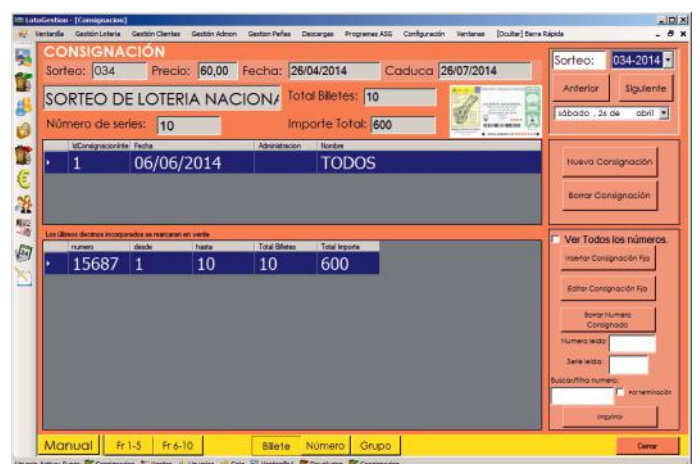 LotoGestion - [Consignacion]
Ventanilla Gestión Loteria Gestión Clientes Gestión Admon Gestion Peñas Descargas Programas ASG Configuración Ventanas [Ocultar] Barra Rápida
CONSIGNACIÓN
Sorteo: 034 Precio: 60,00 Fecha: 26/04/2014 Caduca 26/07/2014
SORTEO DE LOTERIA NACIONA Total Billetes: 10
Número de series: 10 Importe Total: 600
Sorteo: 034-2014
Anterior Siguiente
sábado , 26 de abril
IdConsignacionInte Fecha Administracion Nombre
1 06/06/2014 TODOS
Nueva Consignación
Borrar Consignación
Los últimos decimos incorporados se marcaran en verde
numero desde hasta Total Billetes Total Importe
15687 1 10 10 600
Ver Todos los números.
Insertar Consignación Fija
Editar Consignación Fija
Borrar Numero
Consignado
Numero leido:
Serie leida:
Buscar/filtro numero:
Por terminación
Imprimir
Manual Fr 1-5 Fr 6-10 Billete Número Grupo Cerrar